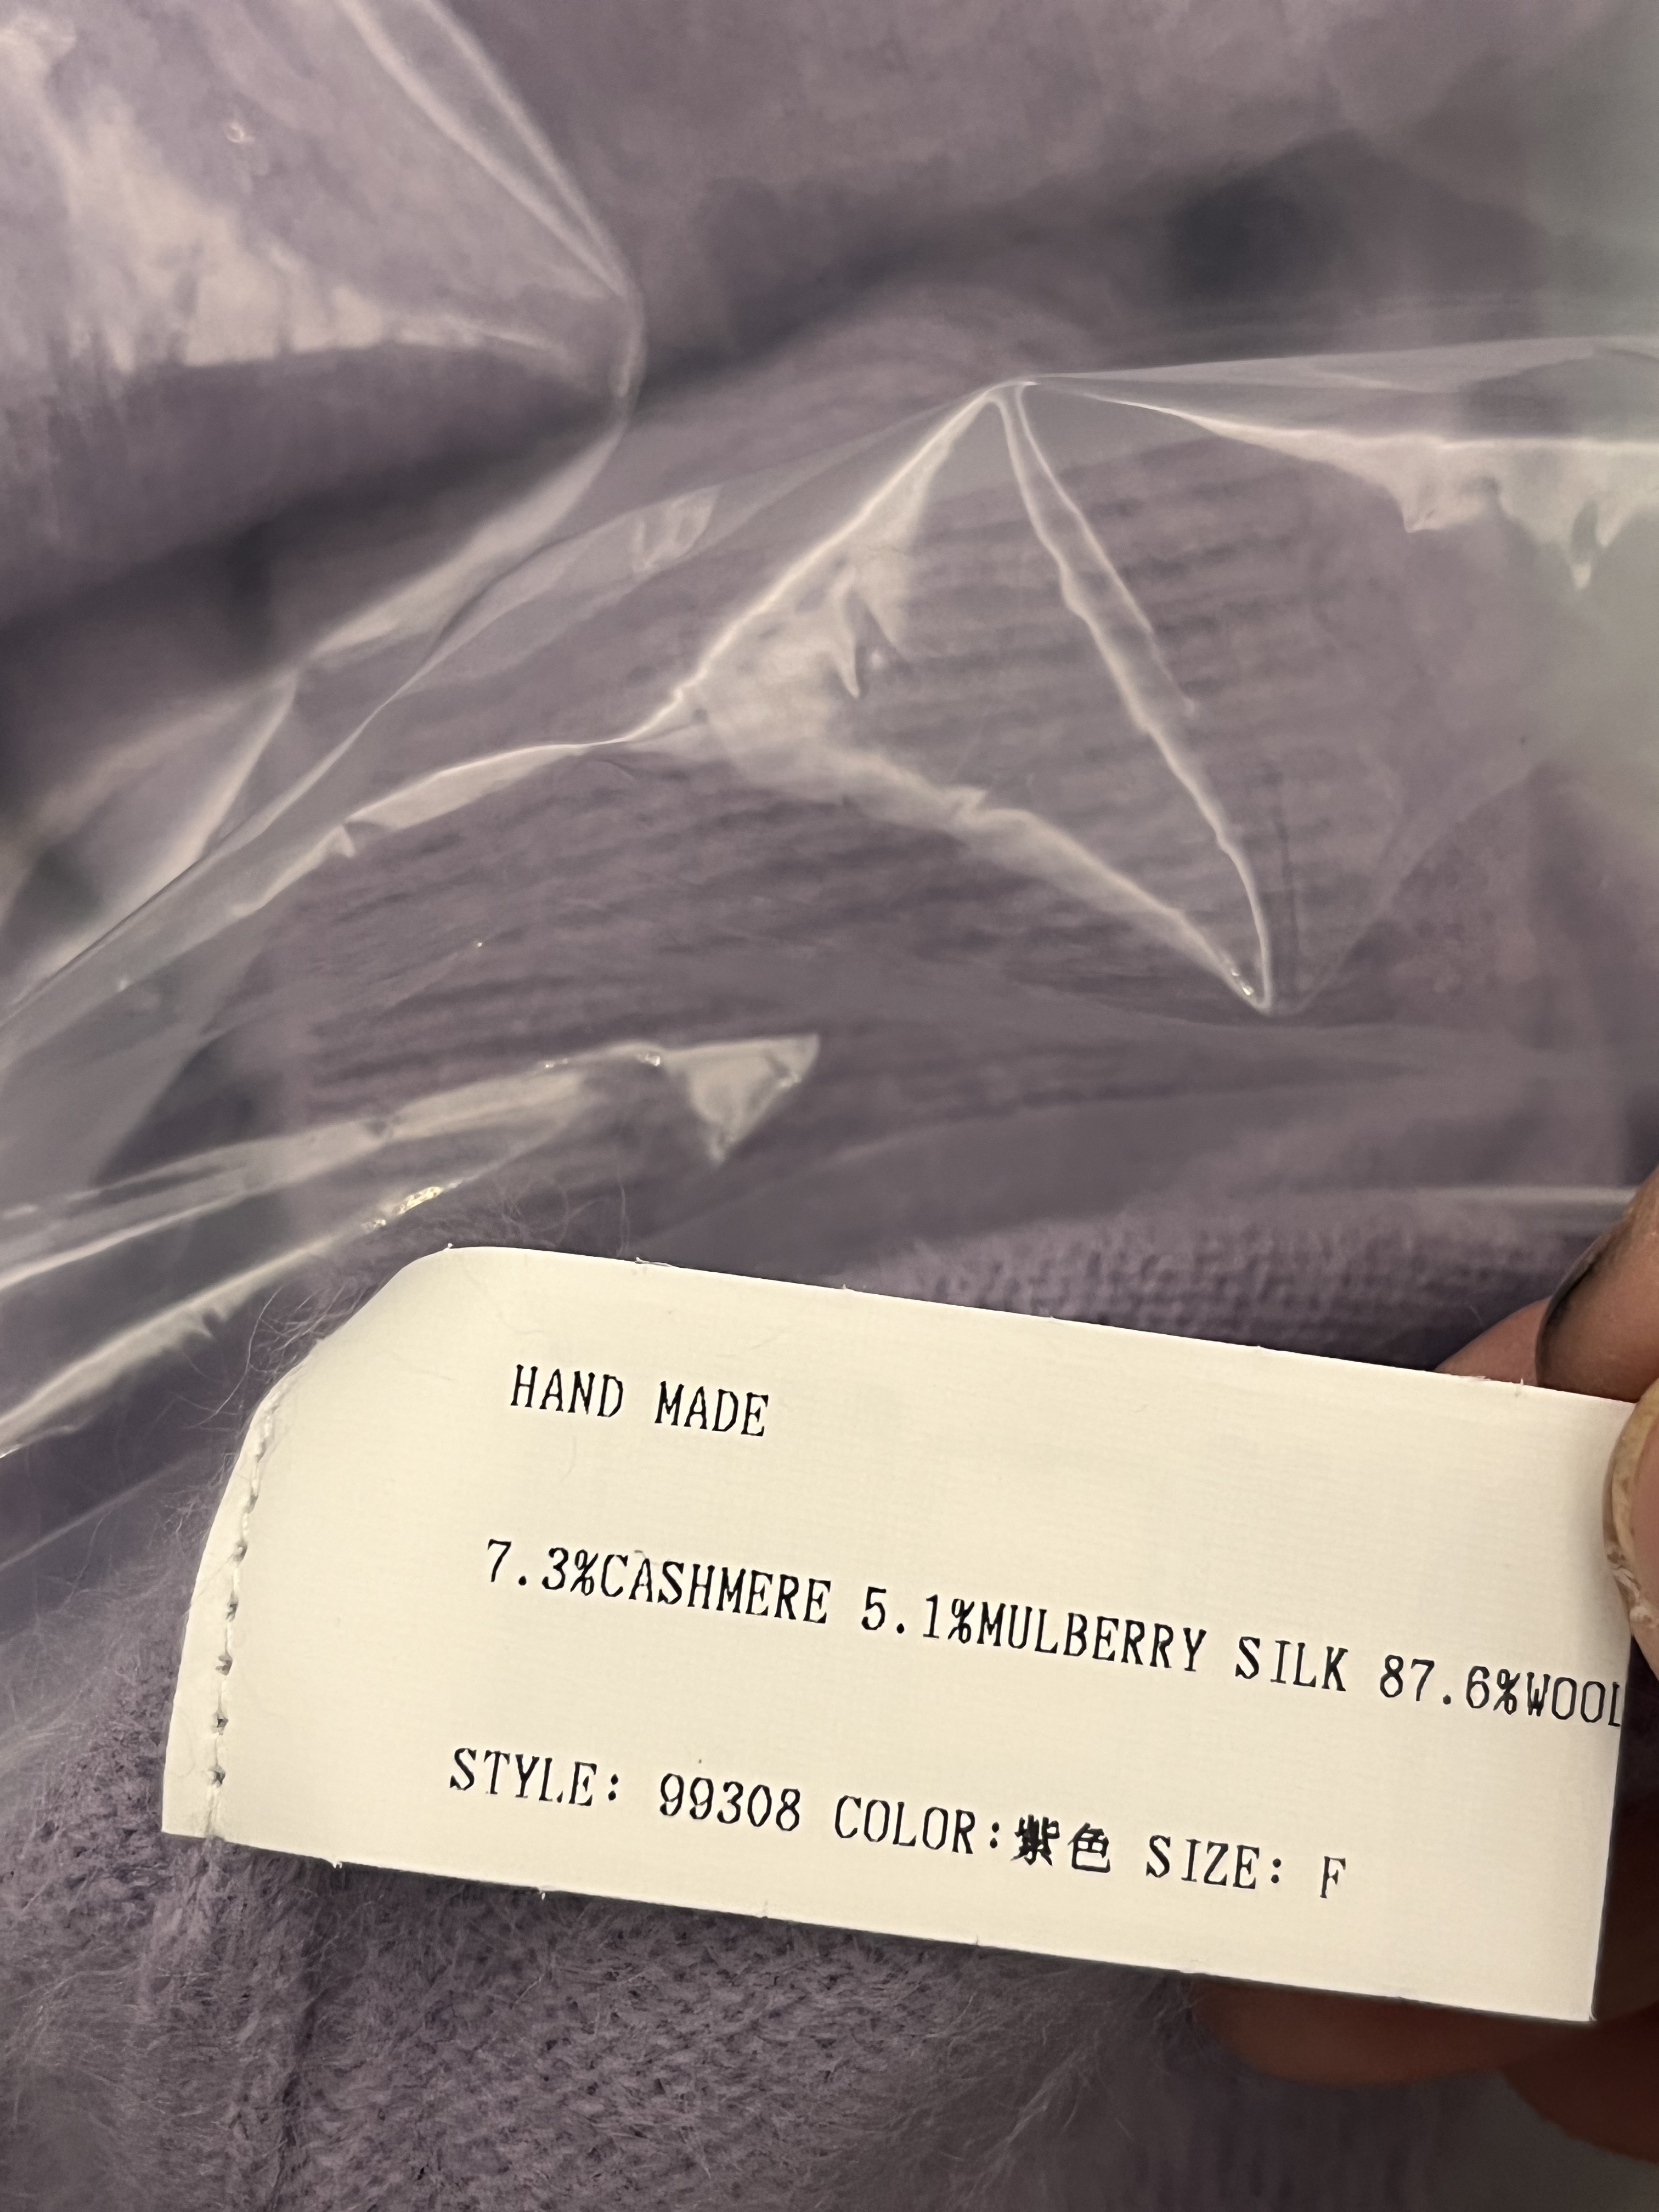 HAND MADE
7.3%CASHMERE 5.1%MULBERRY SILK 87.6%WOOL
STYLE: 99308 COLOR:紫色 SIZE: F